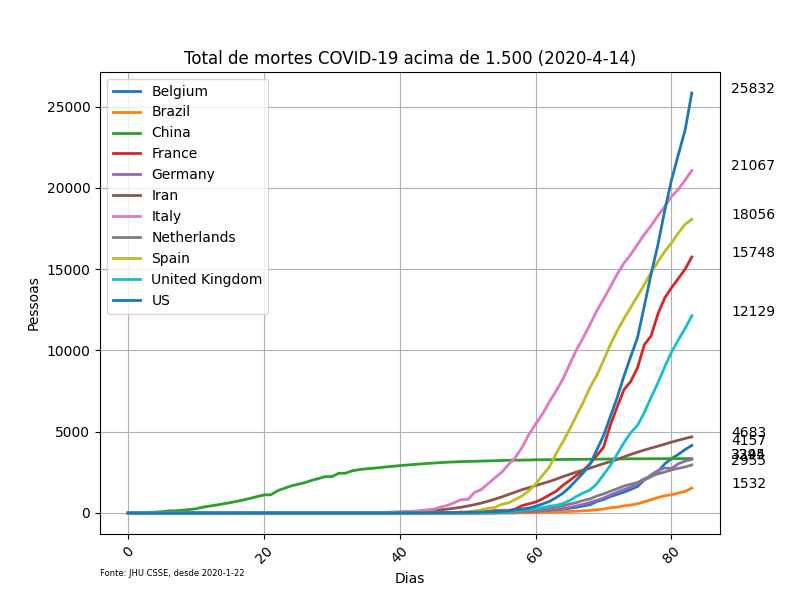 Total de mortes COVID-19 acima de 1.500 (2020-4-14)
Belgium
Brazil
China
France
Germany
Iran
Italy
Netherlands
Spain
United Kingdom
US
25000
20000
15000
10000
5000
0
Pessoas
25832
21067
18056
15748
12129
4683
4157
2955
1532
0
20
40
60
80
Dias
Fonte: JHU CSSE, desde 2020-1-22